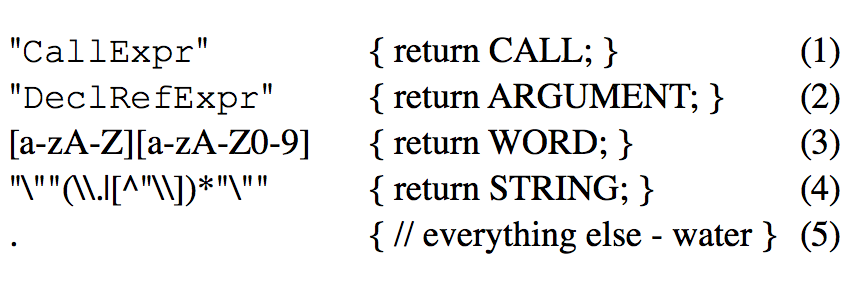 "CallExpr" { return CALL; } (1)
"DeclRefExpr" { return ARGUMENT; } (2)
[a-zA-Z][a-zA-Z0-9] { return WORD; } (3)
"\""(\\.|[^"\\])*"\"" { return STRING; } (4)
. { // everything else - water } (5)